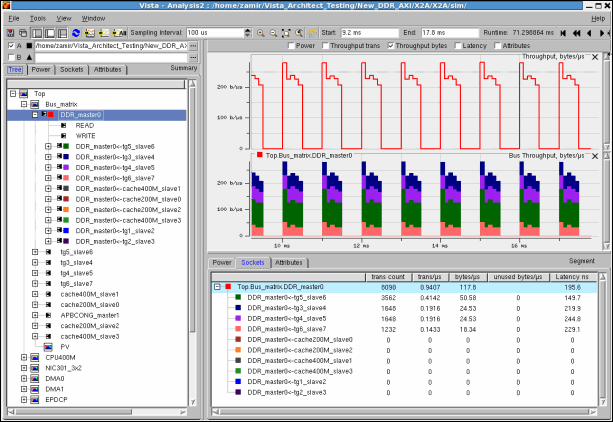 Vista - Analysis2 : /home/zamir/Vista_Architect_Testing/New_DDR_AXI/X2A/X2A/sim/
File Tools View Window Help
Sampling Interval: 100 us Start: 9.2 ms End: 17.8 ms Runtime: 71.296864 ms
A /home/zamir/Vista_Architect_Testing/New_DDR_AX
B
Power Throughput trans Throughput bytes Latency Attributes
Tree Power Sockets Attributes Summary
Top
Bus_matrix
DDR_master0
READ
WRITE
DDR_master0<-tg5_slave6
DDR_master0<-tg3_slave4
DDR_master0<-tg4_slave5
DDR_master0<-tg6_slave7
DDR_master0<-cache400M_slave1
DDR_master0<-cache200M_slave0
DDR_master0<-cache200M_slave2
DDR_master0<-cache400M_slave3
DDR_master0<-tg1_slave2
DDR_master0<-tg2_slave3
tg5_slave6
tg3_slave4
tg4_slave5
tg6_slave7
cache400M_slave1
cache200M_slave0
APBCONG_master1
cache200M_slave2
cache400M_slave3
PV
CPU400M
NIC301_3x2
DMA0
DMA1
EPDCP
Throughput, bytes/µs
200 b/us
100 b/us
Top.Bus_matrix.DDR_master0 Bus Throughput, bytes/µs
200 b/µs
100 b/µs
10 ms 12 ms 14 ms 16 ms
Power Sockets Attributes Segment
trans count trans/µs bytes/µs unused bytes/µs Latency ns
Top.Bus_matrix.DDR_master0 8090 0.9407 117.8 195.6
DDR_master0<-tg5_slave6 3562 0.4142 50.58 0 149.7
DDR_master0<-tg3_slave4 1648 0.1916 24.53 0 219.9
DDR_master0<-tg4_slave5 1648 0.1916 24.53 0 244.8
DDR_master0<-tg6_slave7 1232 0.1433 18.34 0 229.1
DDR_master0<-cache200M_slave0 0 0 0 0 0
DDR_master0<-cache200M_slave2 0 0 0 0 0
DDR_master0<-cache400M_slave1 0 0 0 0 0
DDR_master0<-cache400M_slave3 0 0 0 0 0
DDR_master0<-tg1_slave2 0 0 0 0 0
DDR_master0<-tg2_slave3 0 0 0 0 0